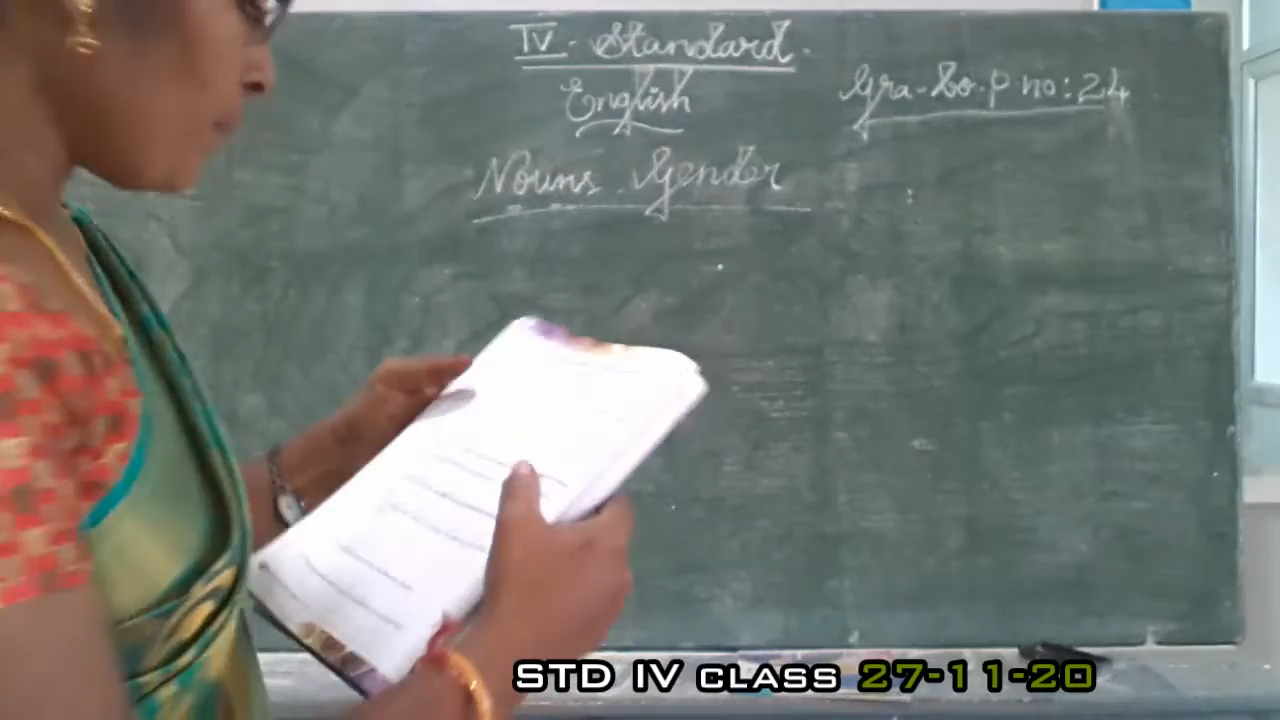 IV. Standard.
English
Gra-Bo.P.no:24
Nouns. Gender
STD IV CLASS 27-11-20